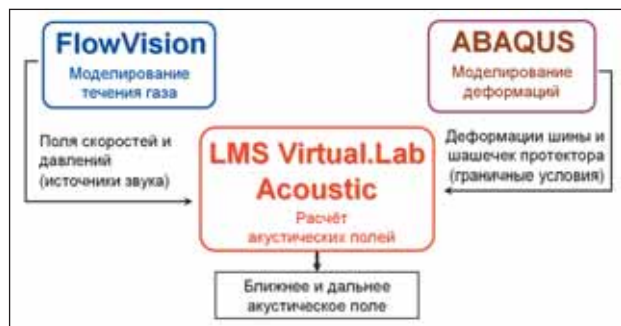 FlowVision
Моделирование
течения газа
ABAQUS
Моделирование
деформаций
Поля скоростей и
давлений
(источники звука)
LMS Virtual.Lab
Acoustic
Расчёт
акустических полей
Деформации шины и
шашечек протектора
(граничные условия)
Ближнее и дальнее
акустическое поле